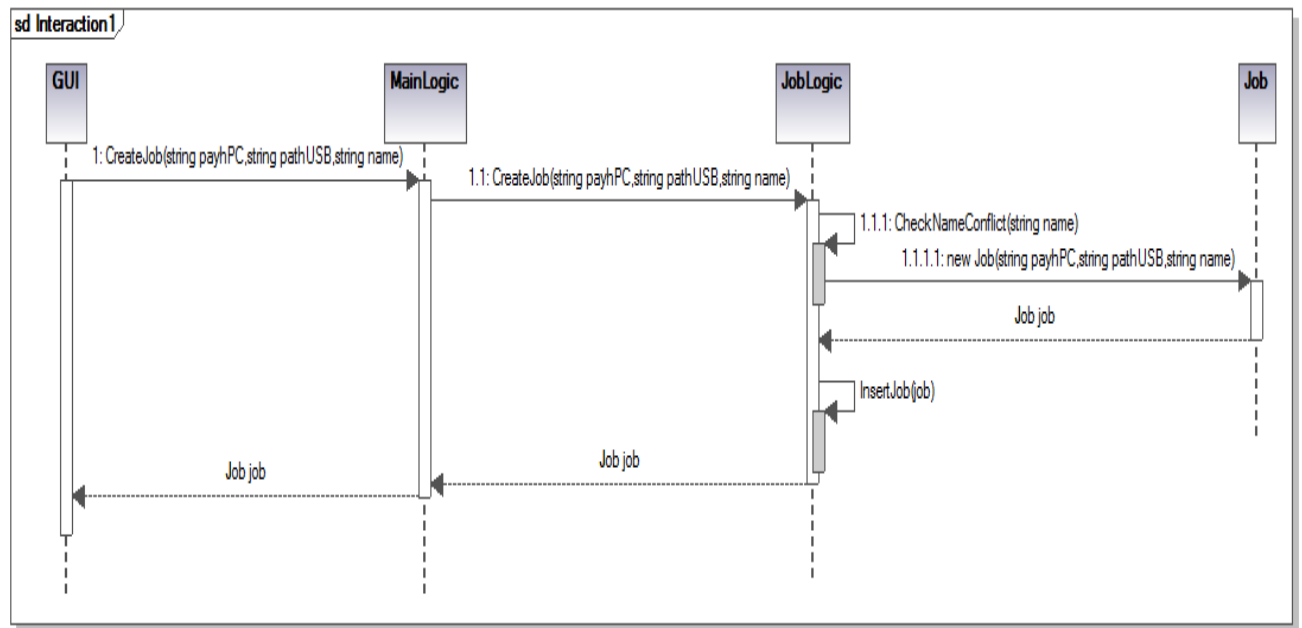 sd Interaction1
GUI
MainLogic
JobLogic
Job
1: CreateJob(string payhPC,string pathUSB,string name)
1.1: CreateJob(string payhPC,string pathUSB,string name)
1.1.1: CheckNameConflict(string name)
1.1.1.1: new Job(string payhPC,string pathUSB,string name)
Job job
InsertJob(job)
Job job
Job job